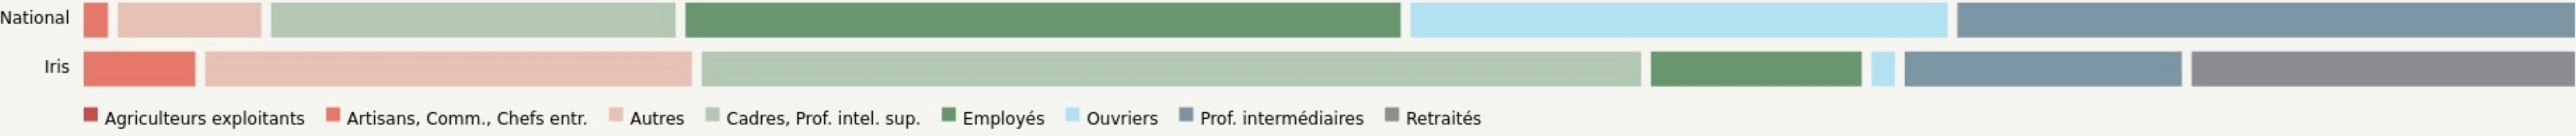 National
Iris
Agriculteurs exploitants Artisans, Comm., Chefs entr. Autres Cadres, Prof. intel. sup. Employés Ouvriers Prof. intermédiaires Retraités